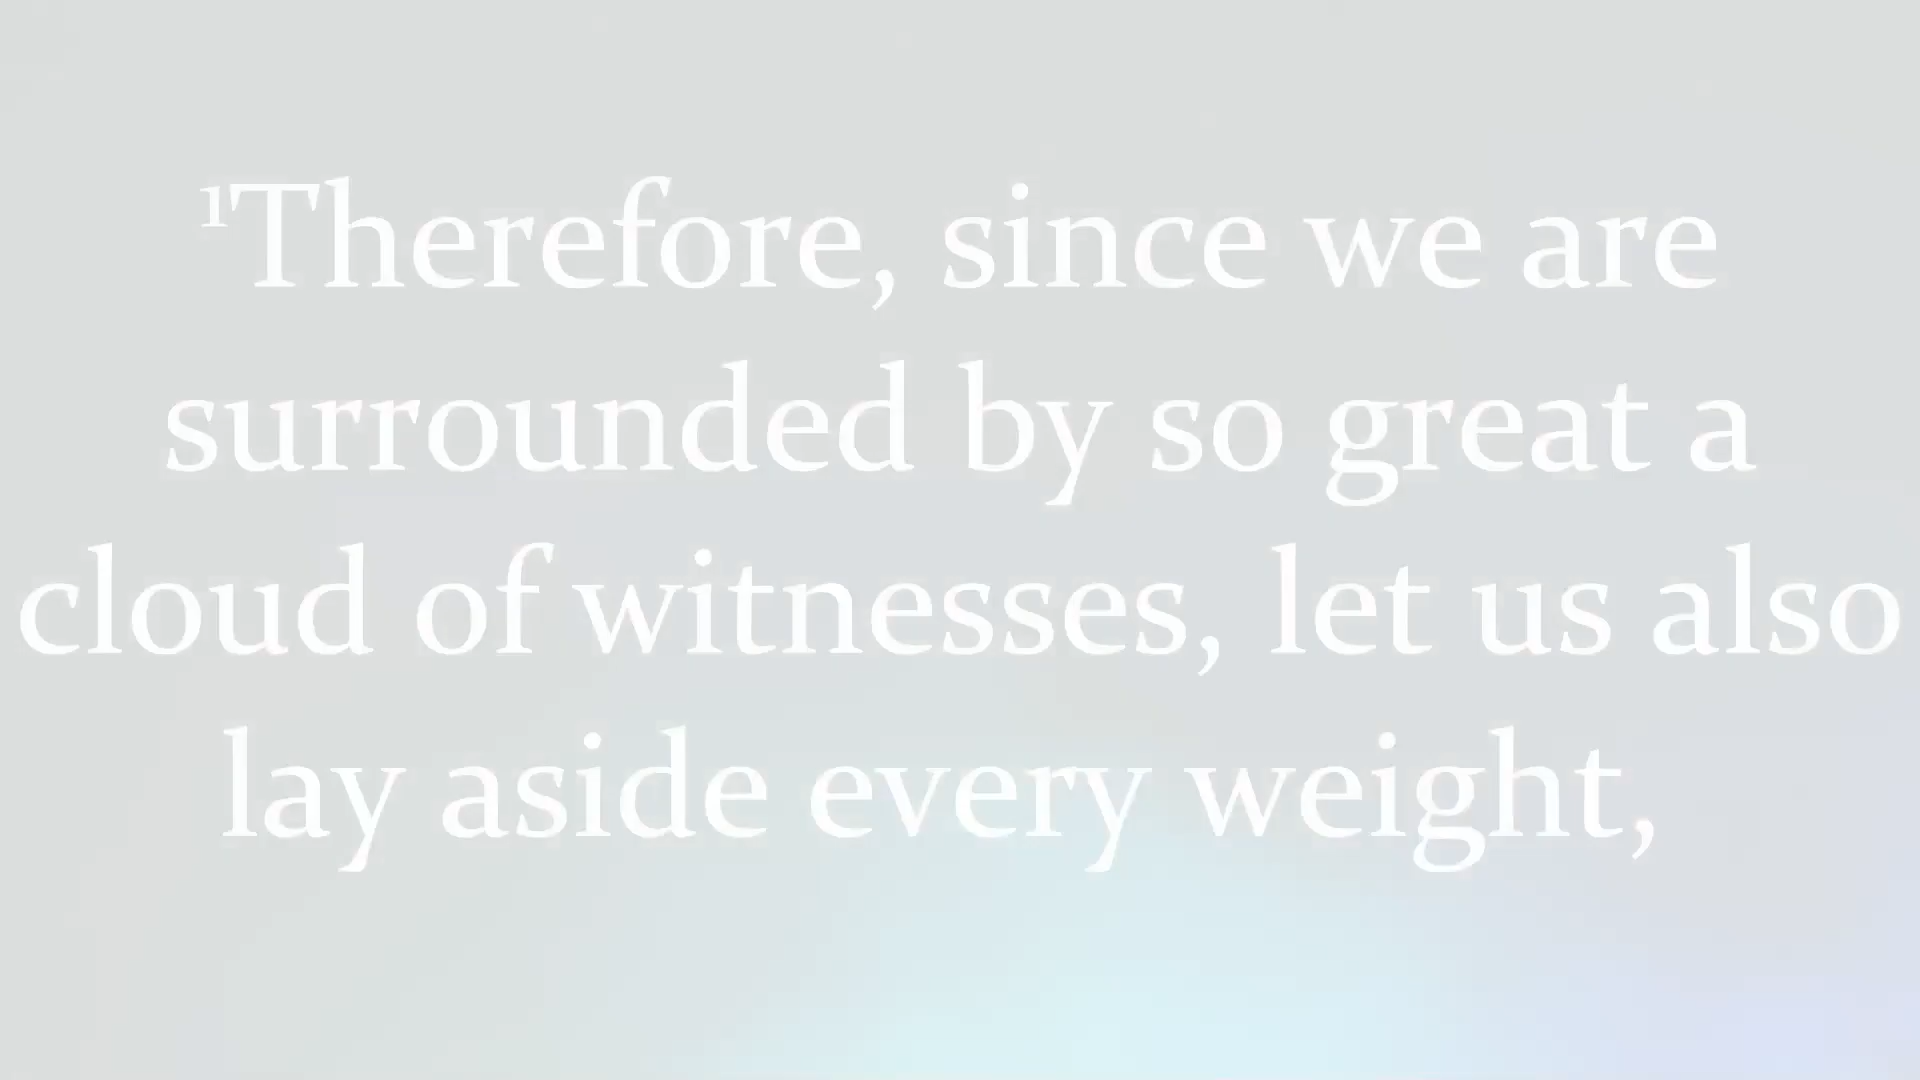 ¹Therefore, since we are
surrounded by so great a
cloud of witnesses, let us also
lay aside every weight,